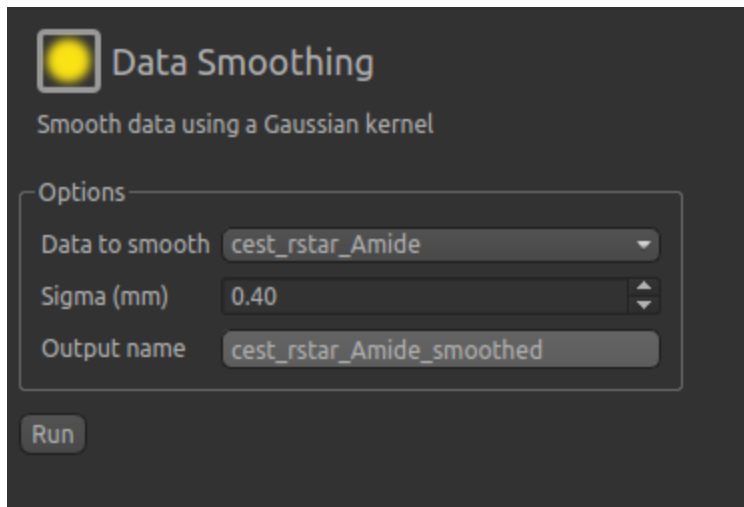 Data Smoothing
Smooth data using a Gaussian kernel
Options
Data to smooth cest_rstar_Amide
Sigma (mm) 0.40
Output name cest_rstar_Amide_smoothed
Run